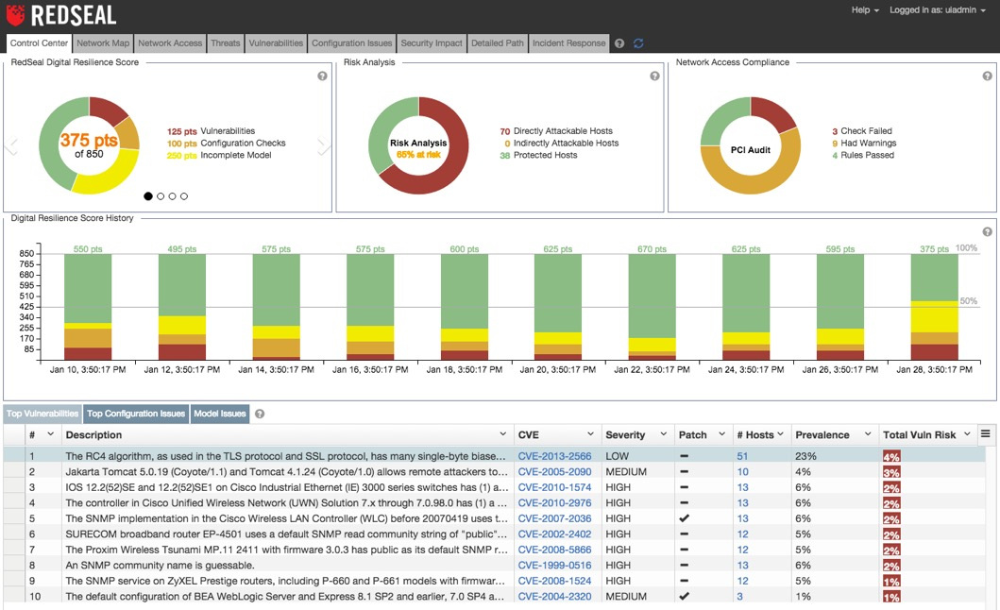 REDSEAL
Help Logged in as: uiadmin
Control Center Network Map Network Access Threats Vulnerabilities Configuration Issues Security Impact Detailed Path Incident Response ?
RedSeal Digital Resilience Score
?
375 pts
of 850
125 pts Vulnerabilities
100 pts Configuration Checks
250 pts Incomplete Model
Risk Analysis
?
Risk Analysis
65% at risk
70 Directly Attackable Hosts
0 Indirectly Attackable Hosts
38 Protected Hosts
Network Access Compliance
?
PCI Audit
3 Check Failed
9 Had Warnings
4 Rules Passed
Digital Resilience Score History
?
550 pts 495 pts 575 pts 575 pts 600 pts 625 pts 670 pts 625 pts 595 pts 375 pts 100%
850
765
680
595
510
425 50%
340
255
170
85
Jan 10, 3:50:17 PM Jan 12, 3:50:17 PM Jan 14, 3:50:17 PM Jan 16, 3:50:17 PM Jan 18, 3:50:17 PM Jan 20, 3:50:17 PM Jan 22, 3:50:17 PM Jan 24, 3:50:17 PM Jan 26, 3:50:17 PM Jan 28, 3:50:17 PM
Top Vulnerabilities Top Configuration Issues Model Issues ?
# Description CVE Severity Patch # Hosts Prevalence Total Vuln Risk
1 The RC4 algorithm, as used in the TLS protocol and SSL protocol, has many single-byte biase... CVE-2013-2566 LOW – 51 23% 4%
2 Jakarta Tomcat 5.0.19 (Coyote/1.1) and Tomcat 4.1.24 (Coyote/1.0) allows remote attackers to... CVE-2005-2090 MEDIUM – 10 4% 3%
3 IOS 12.2(52)SE and 12.2(52)SE1 on Cisco Industrial Ethernet (IE) 3000 series switches has (1) a... CVE-2010-1574 HIGH – 13 6% 2%
4 The controller in Cisco Unified Wireless Network (UWN) Solution 7.x through 7.0.98.0 has (1) a ... CVE-2010-2976 HIGH – 13 6% 2%
5 The SNMP implementation in the Cisco Wireless LAN Controller (WLC) before 20070419 uses t... CVE-2007-2036 HIGH ✔ 13 6% 2%
6 SURECOM broadband router EP-4501 uses a default SNMP read community string of "public"... CVE-2002-2402 HIGH – 12 5% 2%
7 The Proxim Wireless Tsunami MP.11 2411 with firmware 3.0.3 has public as its default SNMP r... CVE-2008-5866 HIGH – 12 5% 2%
8 An SNMP community name is guessable. CVE-1999-0516 HIGH – 13 6% 2%
9 The SNMP service on ZyXEL Prestige routers, including P-660 and P-661 models with firmwar... CVE-2008-1524 HIGH – 12 5% 1%
10 The default configuration of BEA WebLogic Server and Express 8.1 SP2 and earlier, 7.0 SP4 a... CVE-2004-2320 MEDIUM ✔ 3 1% 1%